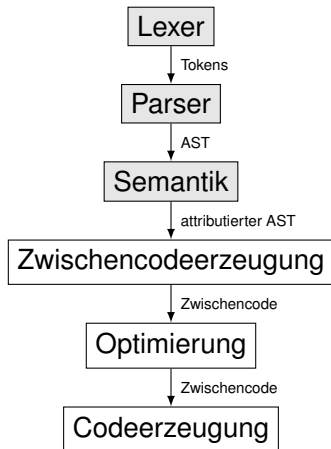 Lexer
Tokens
Parser
AST
Semantik
attributierter AST
Zwischencodeerzeugung
Zwischencode
Optimierung
Zwischencode
Codeerzeugung